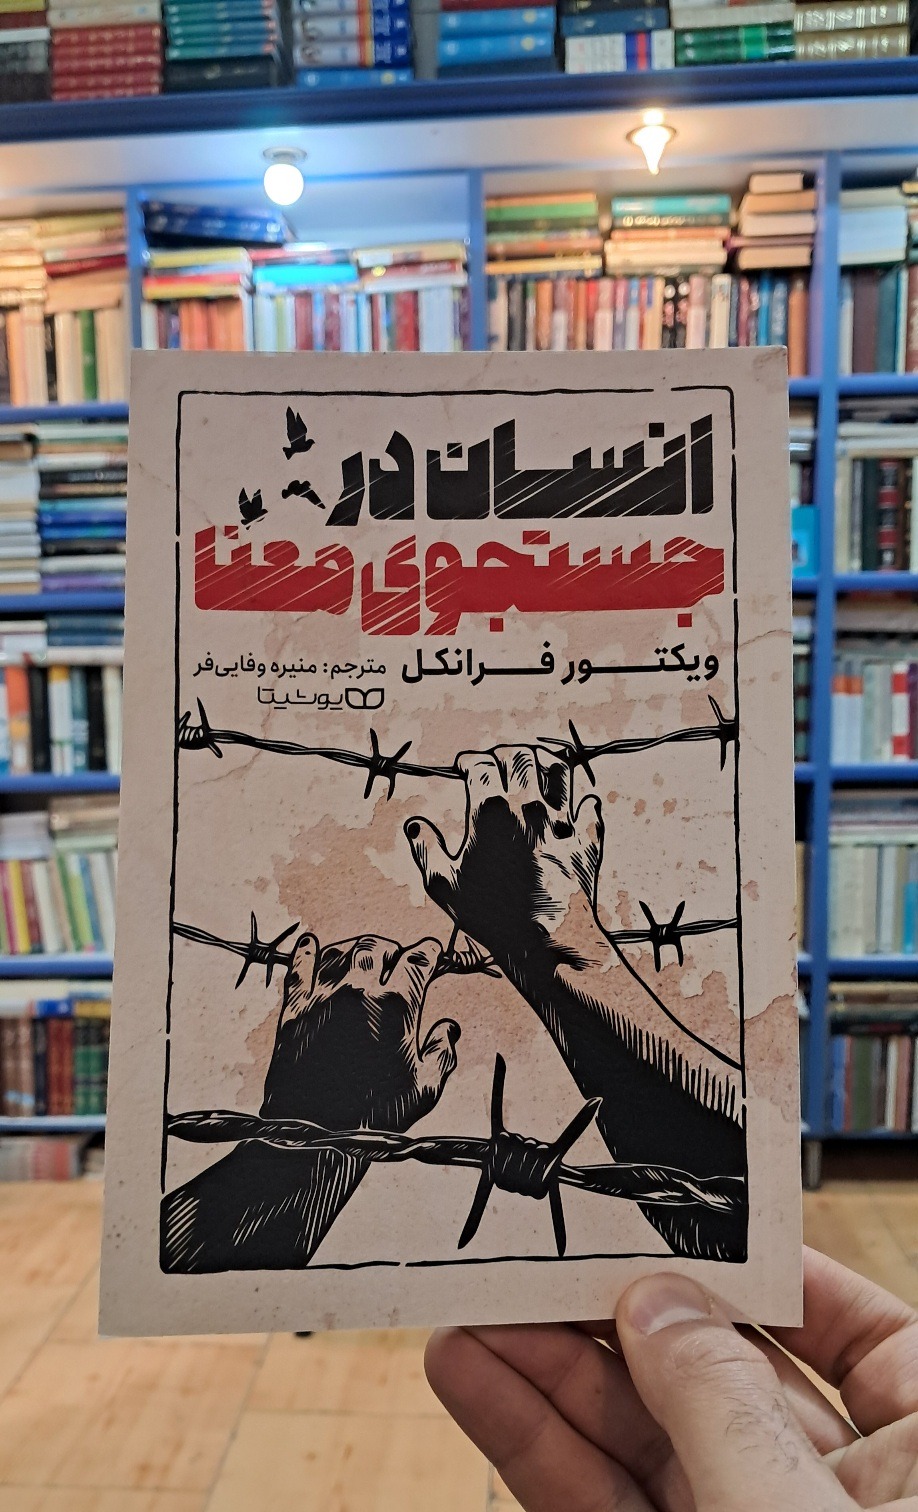 انسان در
جستجوی معنا
ویکتور فرانکل
مترجم: منیره وفایی‌فر
یوشیتا